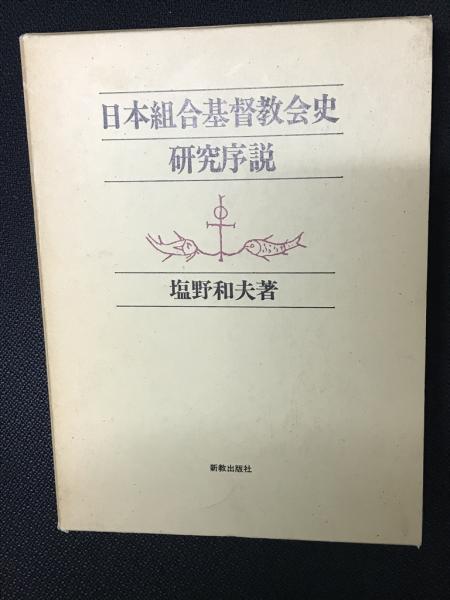 日本組合基督教会史
研究序説
塩野和夫著
新教出版社